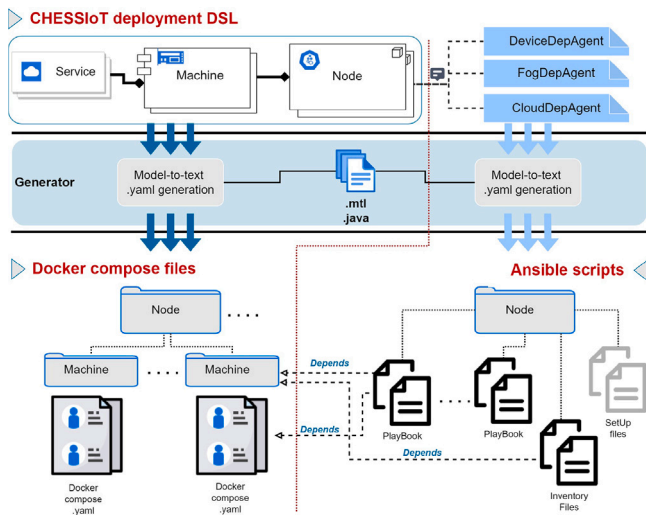 CHESSIoT deployment DSL
Service
Machine
Node
DeviceDepAgent
FogDepAgent
CloudDepAgent
Generator
Model-to-text
.yaml generation
.mtl
.java
Model-to-text
.yaml generation
Docker compose files
Ansible scripts
Node
Node
Machine
Machine
Depends
Depends
Depends
PlayBook
PlayBook
SetUp
files
Docker
compose
.yaml
Docker
compose
.yaml
Inventory
Files